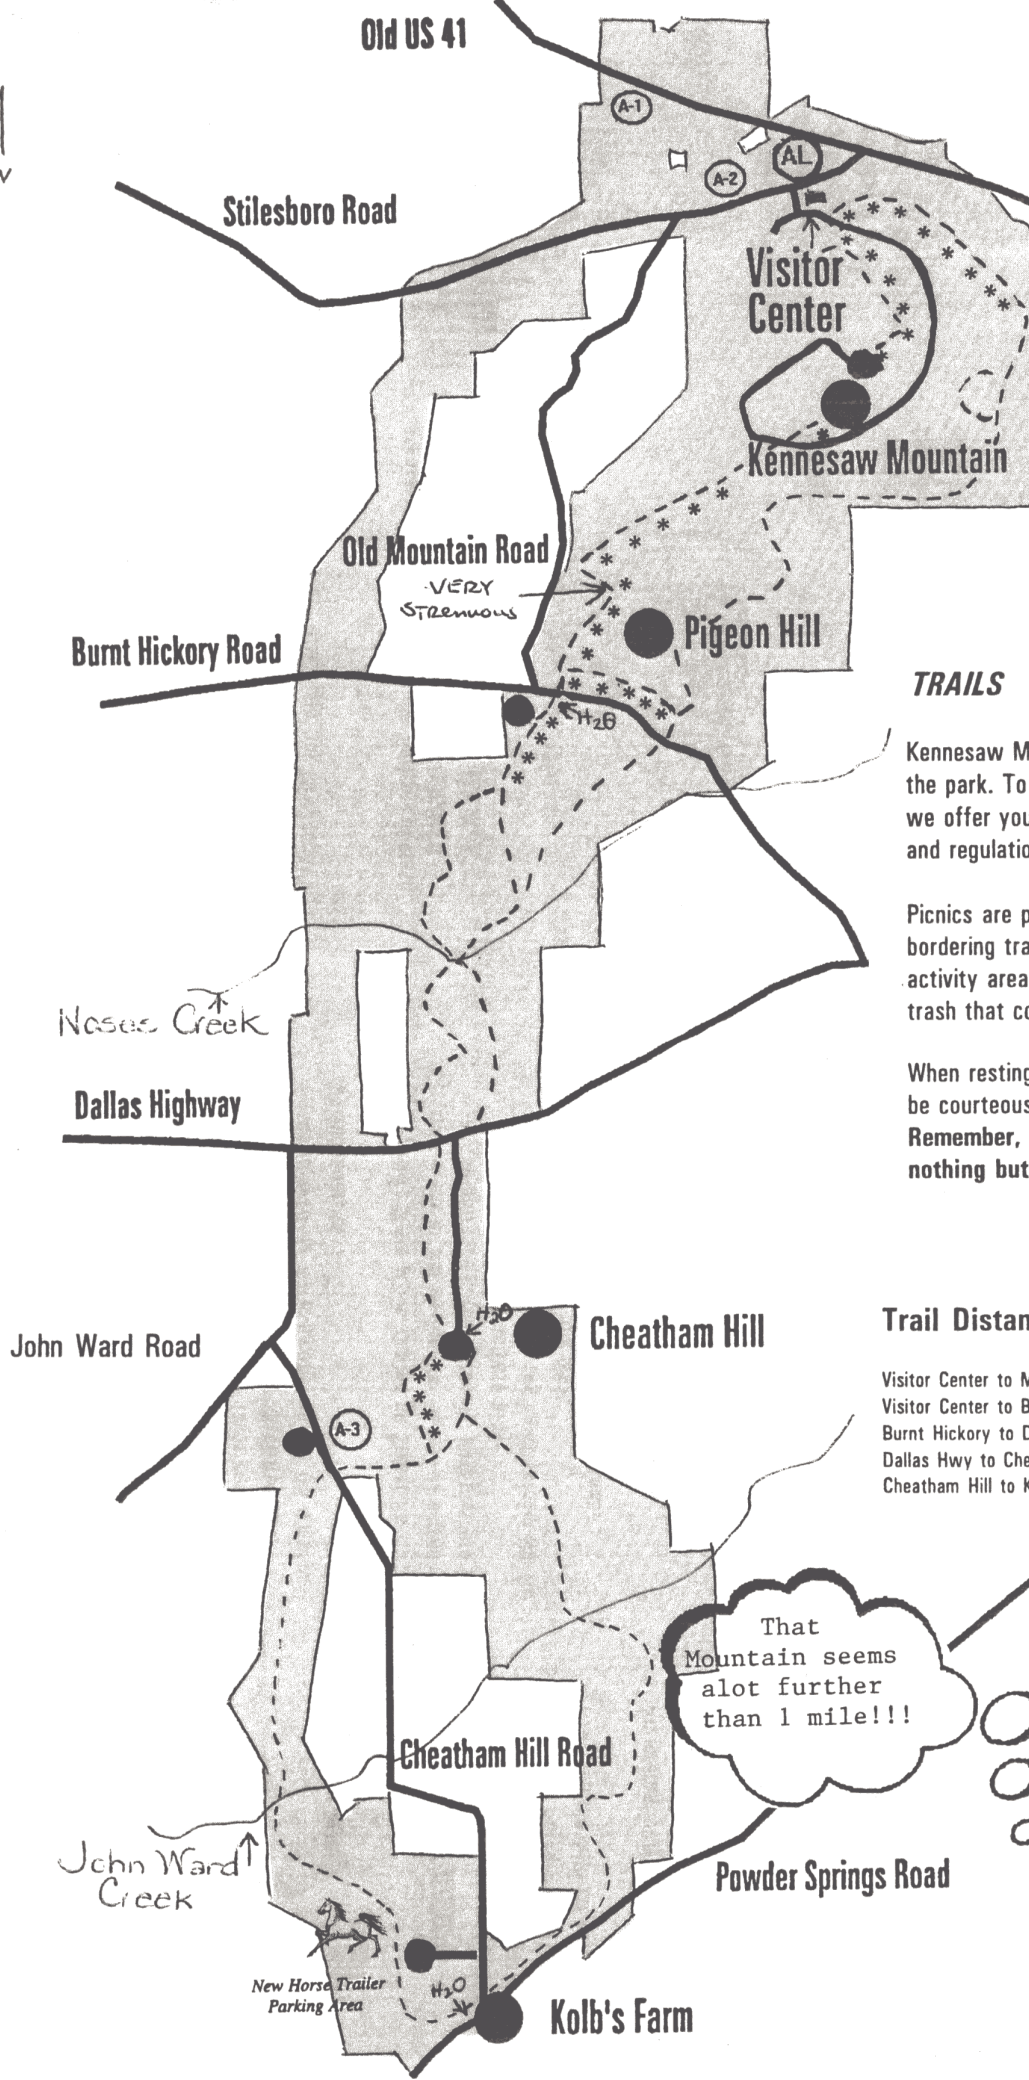 Old US 41
A-1
AL
A-2
Stilesboro Road
Visitor
Center
Kennesaw Mountain
Old Mountain Road
VERY
STRENUOUS
Burnt Hickory Road
Pigeon Hill
H20
TRAILS
Kennesaw M
the park. To
we offer you
and regulatio
Picnics are p
bordering tra
activity area
trash that co
Noses Creek
When resting
be courteous
Remember,
nothing but
Dallas Highway
H20
Cheatham Hill
John Ward Road
Trail Distan
Visitor Center to M
Visitor Center to B
Burnt Hickory to D
Dallas Hwy to Che
Cheatham Hill to K
A-3
That
Mountain seems
alot further
than 1 mile!!!
Cheatham Hill Road
John Ward
Creek
Powder Springs Road
New Horse Trailer
Parking Area
H2O
Kolb's Farm